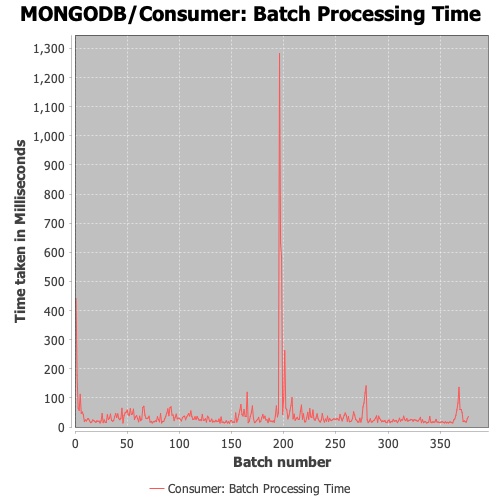 MONGODB/Consumer: Batch Processing Time
Time taken in Milliseconds
1,300
1,200
1,100
1,000
900
800
700
600
500
400
300
200
100
0
0 50 100 150 200 250 300 350
Batch number
Consumer: Batch Processing Time